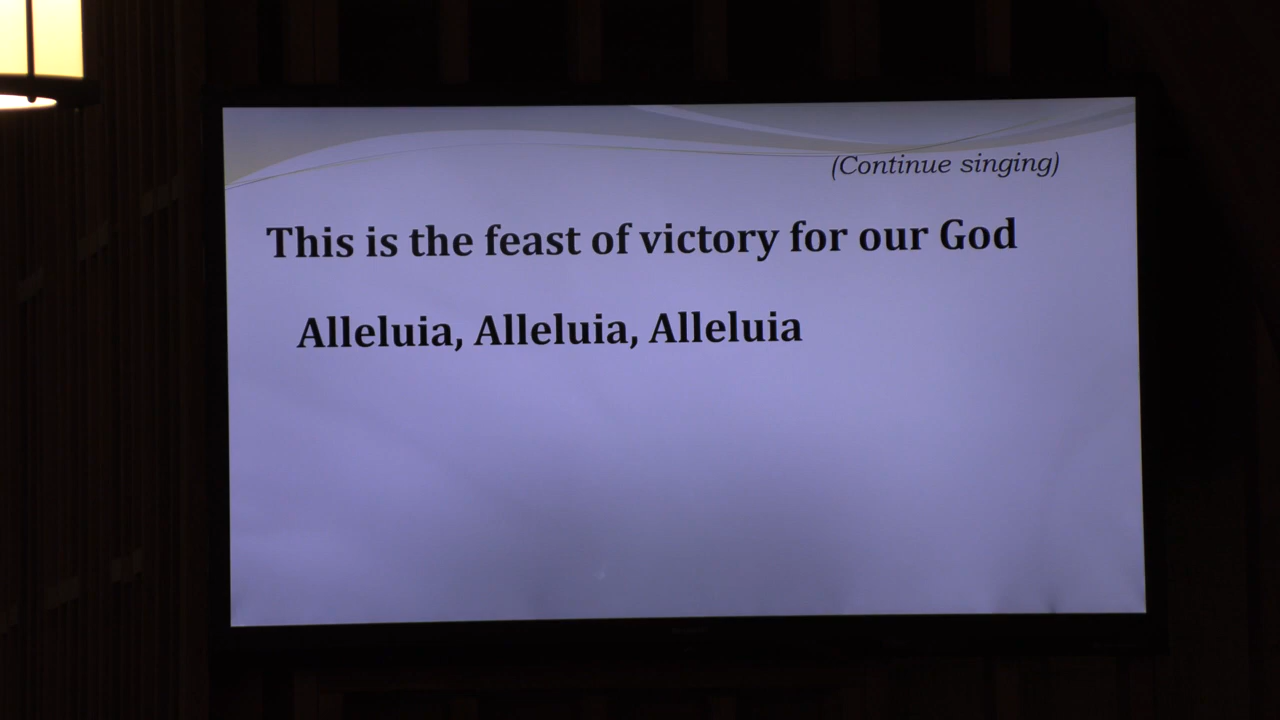 (Continue singing)
This is the feast of victory for our God
Alleluia, Alleluia, Alleluia